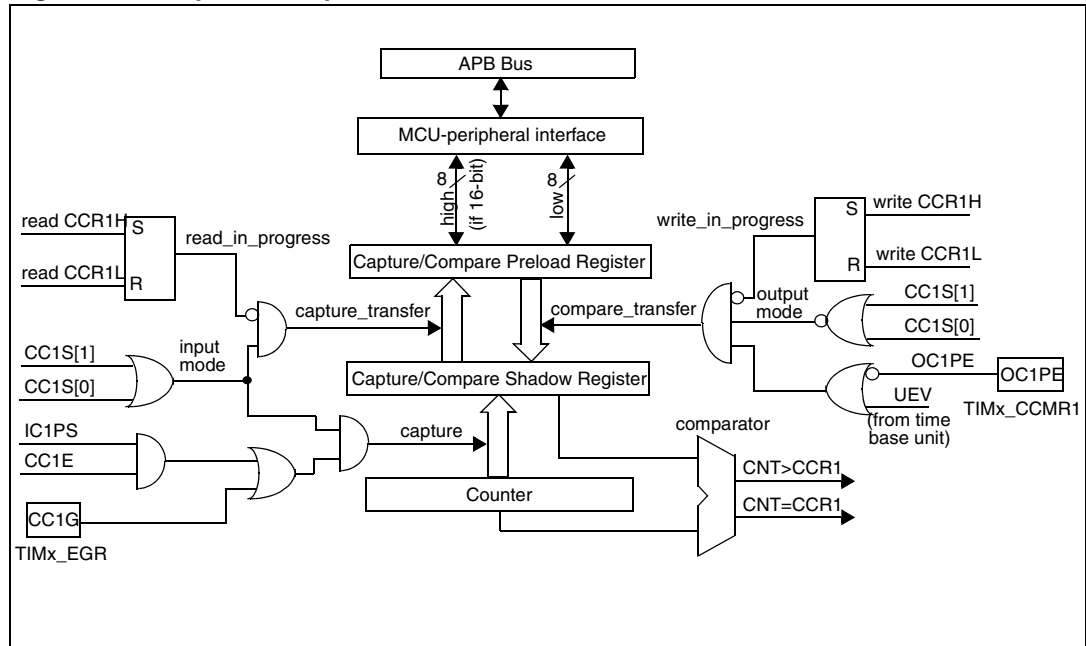 APB Bus
MCU-peripheral interface
8
high
(if 16-bit)
8
low
read CCR1H
S
read_in_progress
read CCR1L
R
write_in_progress
S
write CCR1H
R
write CCR1L
Capture/Compare Preload Register
capture_transfer
compare_transfer
output
mode
CC1S[1]
CC1S[0]
input
mode
CC1S[1]
CC1S[0]
Capture/Compare Shadow Register
OC1PE
OC1PE
UEV
(from time
base unit)
TIMx_CCMR1
IC1PS
CC1E
capture
comparator
CNT>CCR1
Counter
CNT=CCR1
CC1G
TIMx_EGR